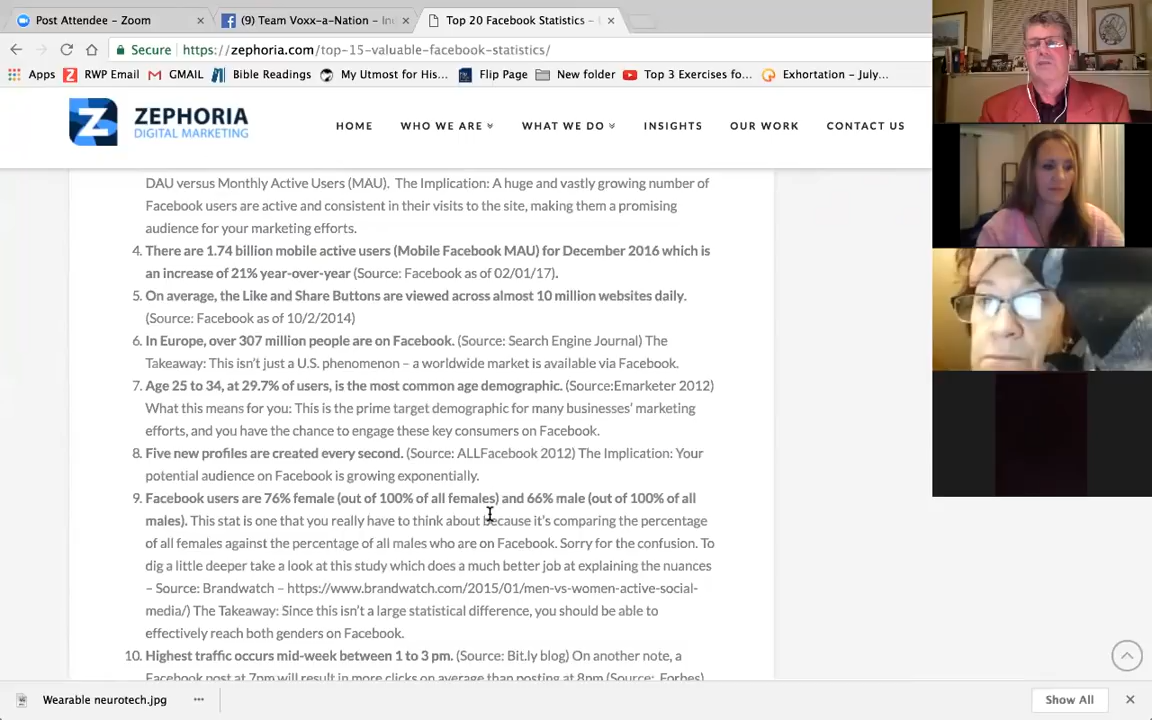 Post Attendee - Zoom
(9) Team Voxx-a-Nation - In
Top 20 Facebook Statistics -
Secure https://zephoria.com/top-15-valuable-facebook-statistics/
Apps RWP Email GMAIL Bible Readings My Utmost for His... Flip Page New folder Top 3 Exercises fo... Exhortation – July...
ZEPHORIA
DIGITAL MARKETING
HOME WHO WE ARE WHAT WE DO INSIGHTS OUR WORK CONTACT US
DAU versus Monthly Active Users (MAU). The Implication: A huge and vastly growing number of
Facebook users are active and consistent in their visits to the site, making them a promising
audience for your marketing efforts.
4. There are 1.74 billion mobile active users (Mobile Facebook MAU) for December 2016 which is
an increase of 21% year-over-year (Source: Facebook as of 02/01/17).
5. On average, the Like and Share Buttons are viewed across almost 10 million websites daily.
(Source: Facebook as of 10/2/2014)
6. In Europe, over 307 million people are on Facebook. (Source: Search Engine Journal) The
Takeaway: This isn't just a U.S. phenomenon – a worldwide market is available via Facebook.
7. Age 25 to 34, at 29.7% of users, is the most common age demographic. (Source:Emarketer 2012)
What this means for you: This is the prime target demographic for many businesses' marketing
efforts, and you have the chance to engage these key consumers on Facebook.
8. Five new profiles are created every second. (Source: ALLFacebook 2012) The Implication: Your
potential audience on Facebook is growing exponentially.
9. Facebook users are 76% female (out of 100% of all females) and 66% male (out of 100% of all
males). This stat is one that you really have to think about because it's comparing the percentage
of all females against the percentage of all males who are on Facebook. Sorry for the confusion. To
dig a little deeper take a look at this study which does a much better job at explaining the nuances
– Source: Brandwatch – https://www.brandwatch.com/2015/01/men-vs-women-active-social-
media/) The Takeaway: Since this isn't a large statistical difference, you should be able to
effectively reach both genders on Facebook.
10. Highest traffic occurs mid-week between 1 to 3 pm. (Source: Bit.ly blog) On another note, a
Facebook post at 7pm will result in more clicks on average than posting at 8pm (Source: Forbes)
Wearable neurotech.jpg
Show All